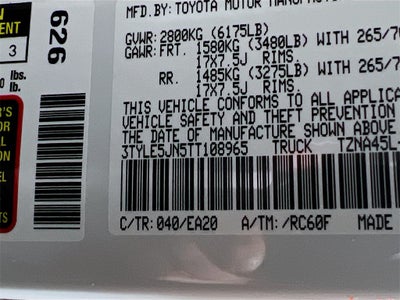 MFD.BY: TOYOTA MOTOR
GVWR: 2800KG (6175LB)
GAWR: FRT. 1580KG (3480LB) WITH 265/70
17X7.5J RIMS.
RR. 1485KG (3275LB) WITH 265/7
17X7.5J RIMS.
THIS VEHICLE CONFORMS TO ALL APPLICA
VEHICLE SAFETY AND THEFT PREVENTION
THE DATE OF MANUFACTURE SHOWN ABOVE
3TYLE5JN5TT108965 TRUCK TZNA45L-
C/TR: 040/EA20 A/TM: /RC60F MADE
626
3
lbs.
lb.